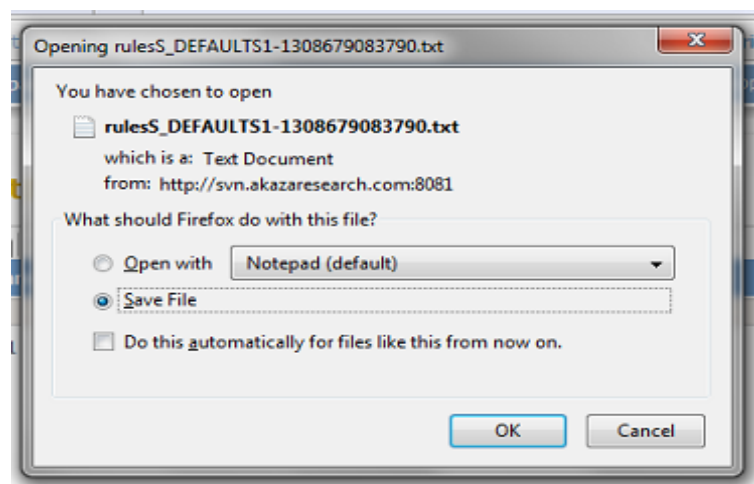 Opening rulesS_DEFAULTS1-1308679083790.txt
You have chosen to open
rulesS_DEFAULTS1-1308679083790.txt
which is a: Text Document
from: http://svn.akazaresearch.com:8081
What should Firefox do with this file?
Open with Notepad (default)
Save File
Do this automatically for files like this from now on.
OK Cancel